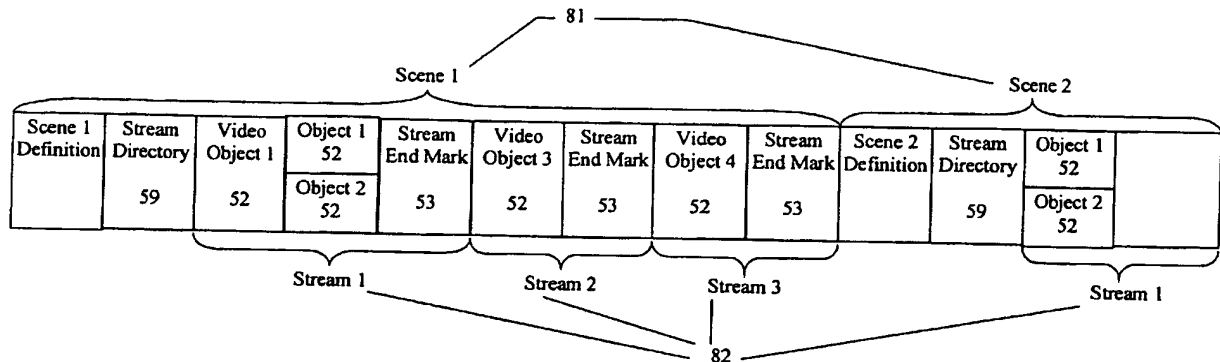 81
Scene 1
Scene 2
Scene 1
Definition
Stream
Directory
59
Video
Object 1
52
Object 1
52
Object 2
52
Stream
End Mark
53
Video
Object 3
52
Stream
End Mark
53
Video
Object 4
52
Stream
End Mark
53
Scene 2
Definition
Stream
Directory
59
Object 1
52
Object 2
52
Stream 1
Stream 2
Stream 3
Stream 1
82